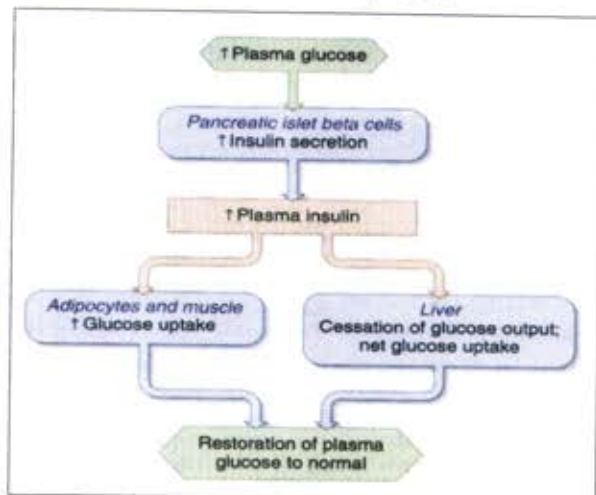 ↑ Plasma glucose
Pancreatic islet beta cells
↑ Insulin secretion
↑ Plasma insulin
Adipocytes and muscle
↑ Glucose uptake
Liver
Cessation of glucose output;
net glucose uptake
Restoration of plasma
glucose to normal